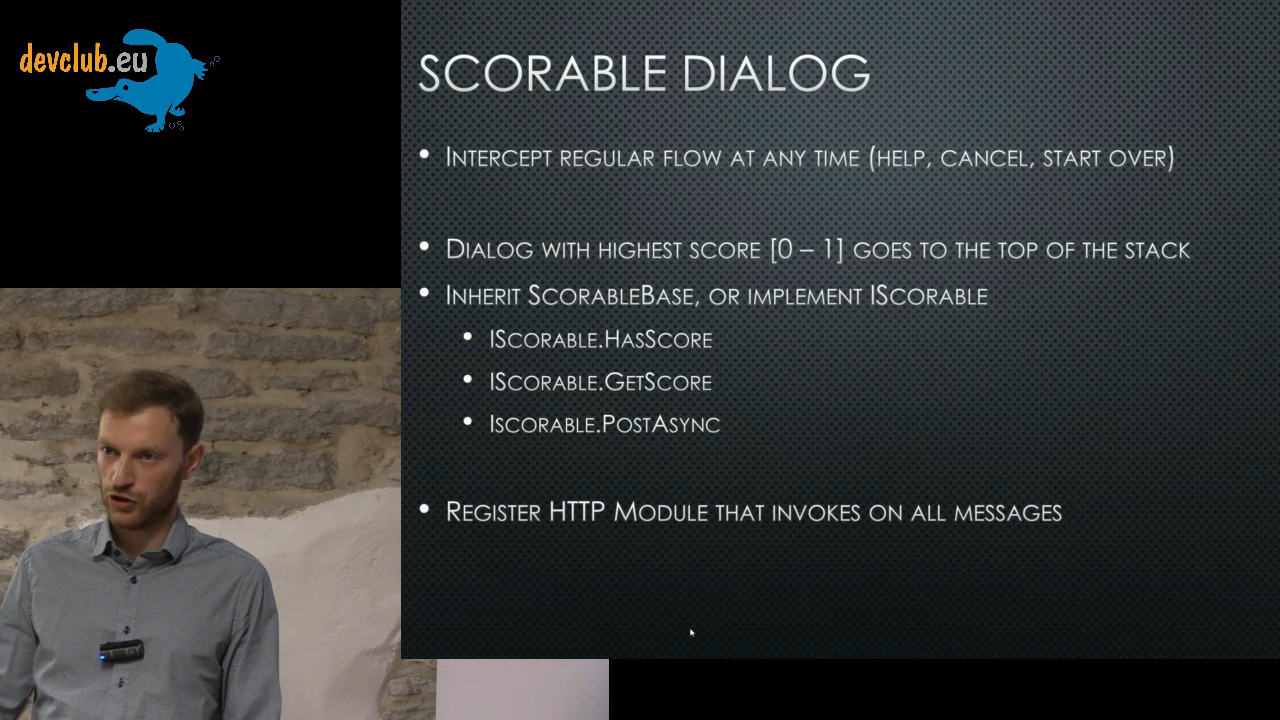 devclub.eu
SCORABLE DIALOG
INTERCEPT REGULAR FLOW AT ANY TIME (HELP, CANCEL, START OVER)
DIALOG WITH HIGHEST SCORE [0 – 1] GOES TO THE TOP OF THE STACK
INHERIT SCORABLEBASE, OR IMPLEMENT ISCORABLE
ISCORABLE.HASSCORE
ISCORABLE.GETSCORE
ISCORABLE.POSTASYNC
REGISTER HTTP MODULE THAT INVOKES ON ALL MESSAGES